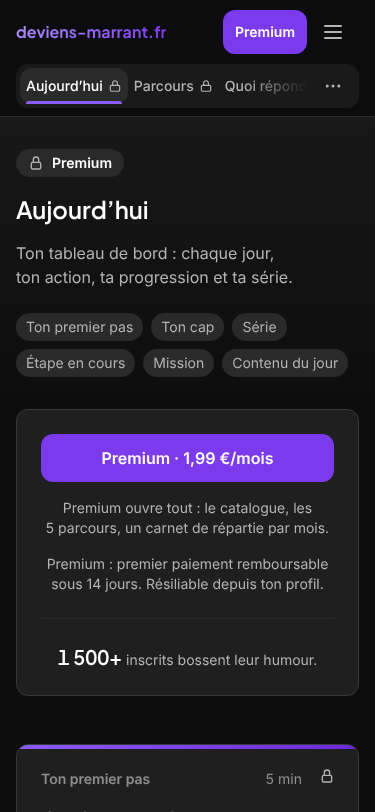 deviens-marrant.fr
Premium
Aujourd’hui
Parcours
Quoi répond
Premium
Aujourd’hui
Ton tableau de bord : chaque jour,
ton action, ta progression et ta série.
Ton premier pas
Ton cap
Série
Étape en cours
Mission
Contenu du jour
Premium · 1,99 €/mois
Premium ouvre tout : le catalogue, les
5 parcours, un carnet de répartie par mois.
Premium : premier paiement remboursable
sous 14 jours. Résiliable depuis ton profil.
1 500+ inscrits bossent leur humour.
Ton premier pas
5 min